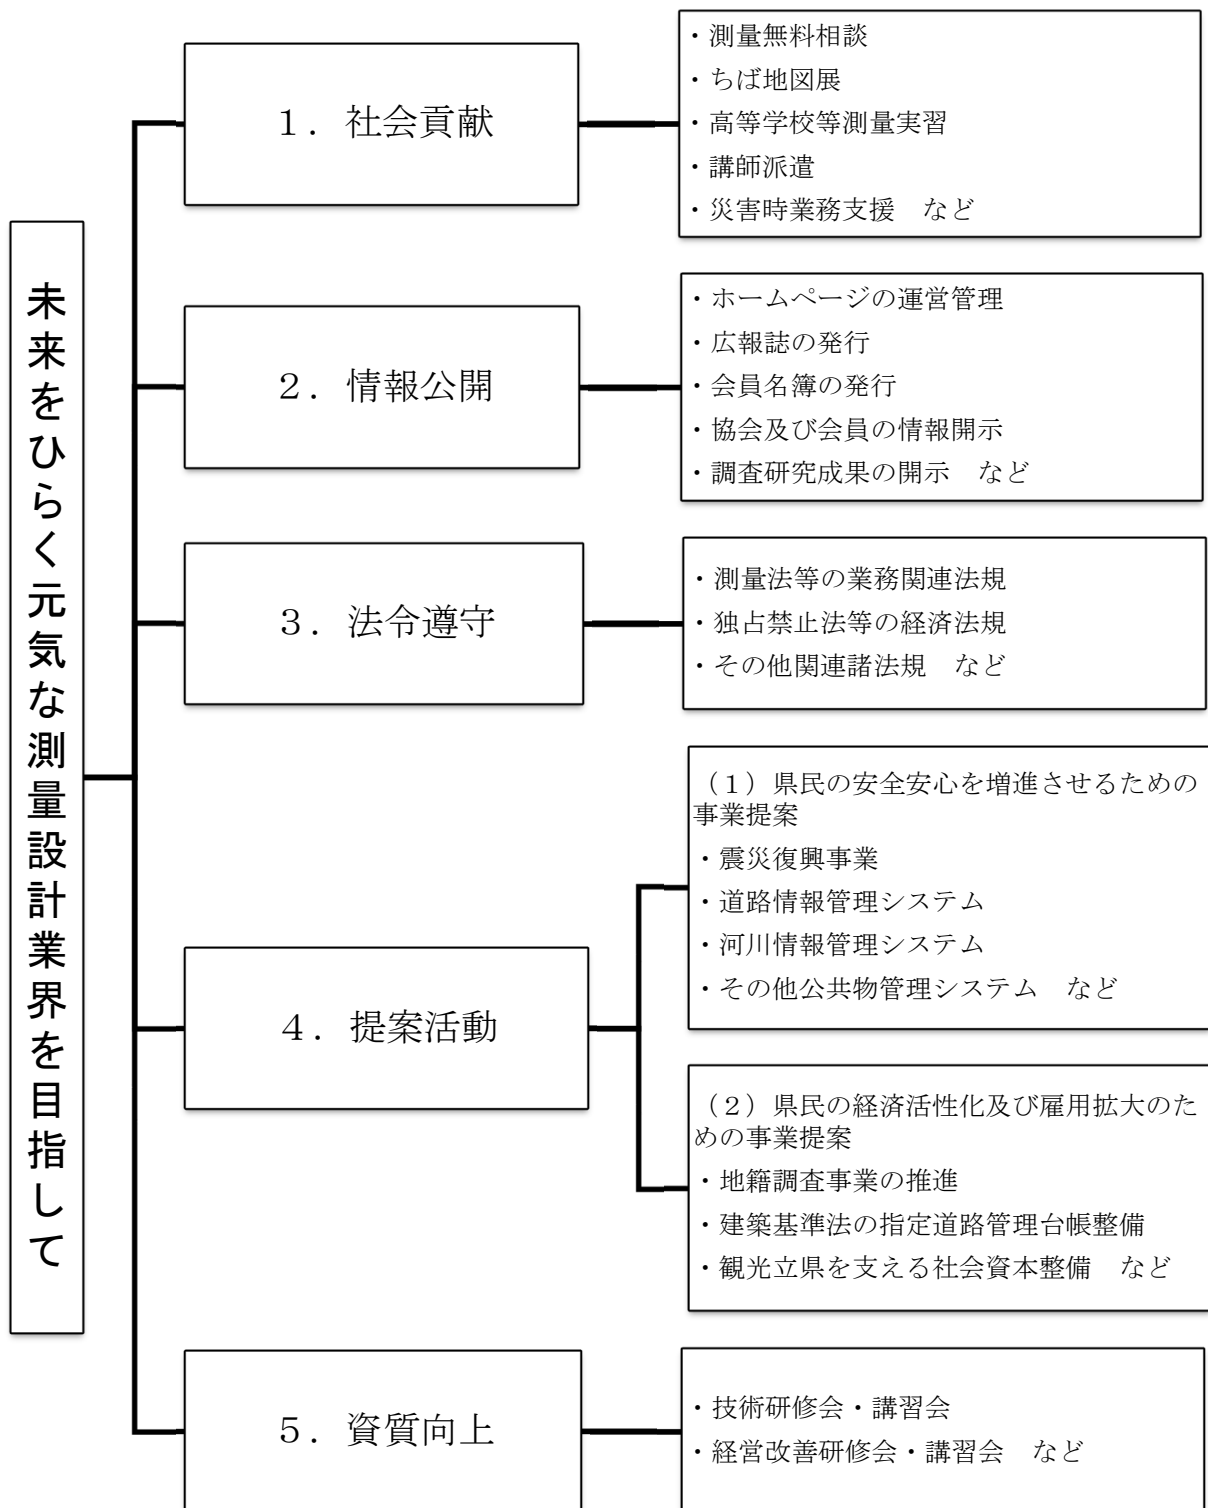 未来をひらく元気な測量設計業界を目指して
１．社会貢献
・測量無料相談
・ちば地図展
・高等学校等測量実習
・講師派遣
・災害時業務支援　など
２．情報公開
・ホームページの運営管理
・広報誌の発行
・会員名簿の発行
・協会及び会員の情報開示
・調査研究成果の開示　など
３．法令遵守
・測量法等の業務関連法規
・独占禁止法等の経済法規
・その他関連諸法規　など
４．提案活動
（１）県民の安全安心を増進させるための
事業提案
・震災復興事業
・道路情報管理システム
・河川情報管理システム
・その他公共物管理システム　など
（２）県民の経済活性化及び雇用拡大のた
めの事業提案
・地籍調査事業の推進
・建築基準法の指定道路管理台帳整備
・観光立県を支える社会資本整備　など
５．資質向上
・技術研修会・講習会
・経営改善研修会・講習会　など